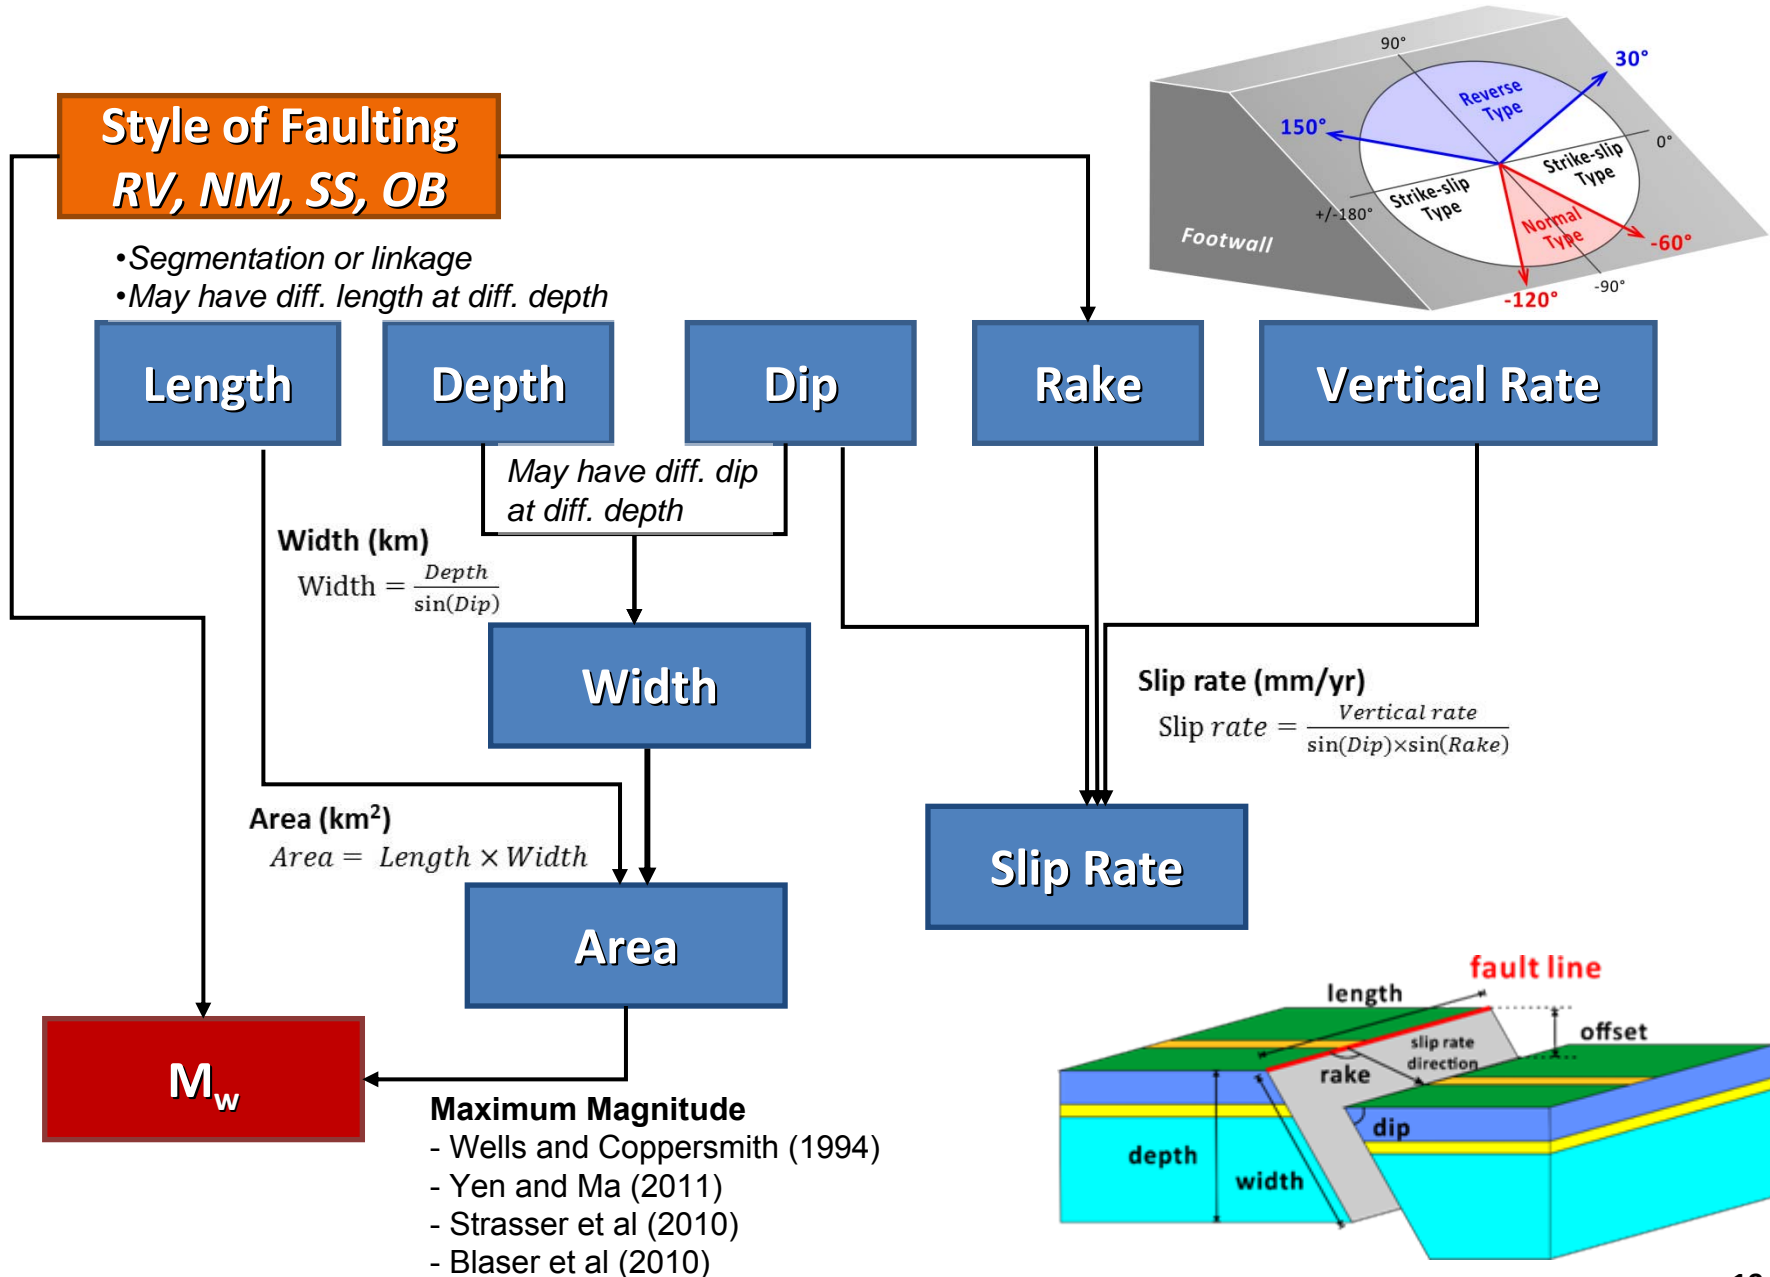 Style of Faulting
RV, NM, SS, OB
•Segmentation or linkage
•May have diff. length at diff. depth
90°
30°
Reverse
Type
150°
0°
Strike-slip
Type
Strike-slip
Type
+/-180°
Normal
Type
Footwall
-60°
-120°
-90°
Length
Depth
Dip
Rake
Vertical Rate
May have diff. dip
at diff. depth
Width (km)
Width = Depth / sin(Dip)
Width
Slip rate (mm/yr)
Slip rate = Vertical rate / sin(Dip)×sin(Rake)
Area (km²)
Area = Length × Width
Slip Rate
Area
Mw
Maximum Magnitude
- Wells and Coppersmith (1994)
- Yen and Ma (2011)
- Strasser et al (2010)
- Blaser et al (2010)
fault line
length
offset
slip rate
direction
rake
dip
depth
width